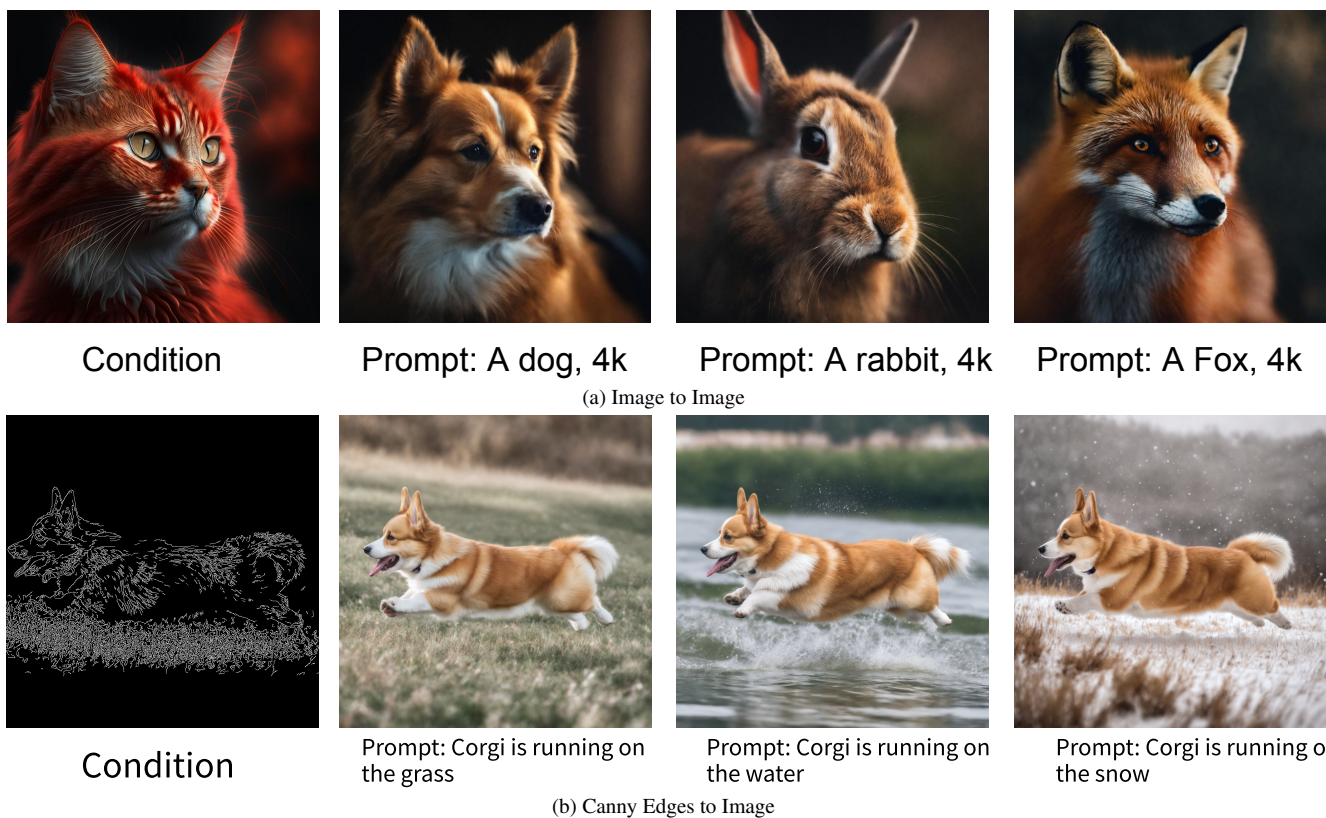 Condition
Prompt: A dog, 4k
Prompt: A rabbit, 4k
Prompt: A Fox, 4k
(a) Image to Image
Condition
Prompt: Corgi is running on
the grass
Prompt: Corgi is running on
the water
Prompt: Corgi is running o
the snow
(b) Canny Edges to Image